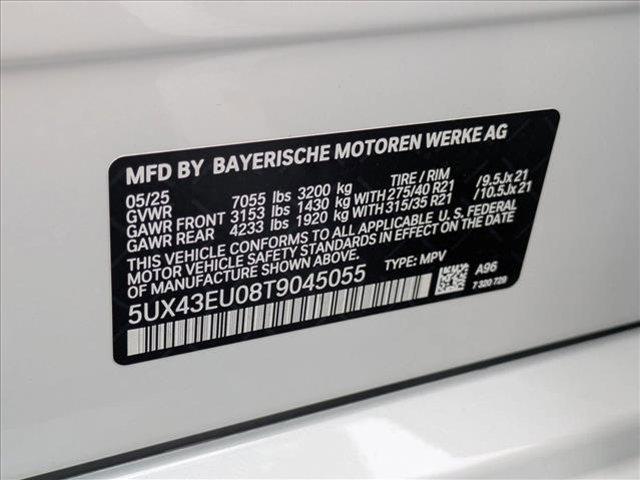 MFD BY BAYERISCHE MOTOREN WERKE AG
05/25 TIRE / RIM
GVWR 7055 lbs 3200 kg
GAWR FRONT 3153 lbs 1430 kg WITH 275/40 R21 /9.5Jx21
GAWR REAR 4233 lbs 1920 kg WITH 315/35 R21 /10.5Jx21
THIS VEHICLE CONFORMS TO ALL APPLICABLE U.S. FEDERAL
MOTOR VEHICLE SAFETY STANDARDS IN EFFECT ON THE
DATE OF MANUFACTURE SHOWN ABOVE.
5UX43EU08T9045055 TYPE: MPV
A96
7 320 729